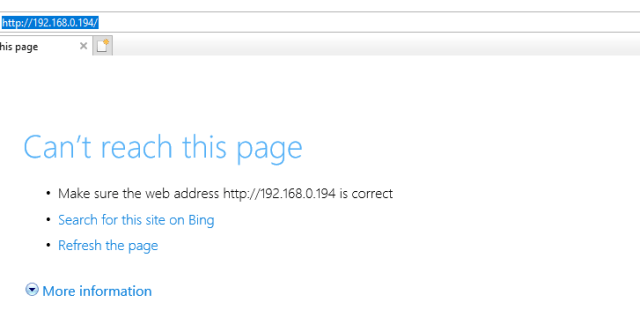 http://192.168.0.194/
his page
Can't reach this page
• Make sure the web address http://192.168.0.194 is correct
• Search for this site on Bing
• Refresh the page
More information